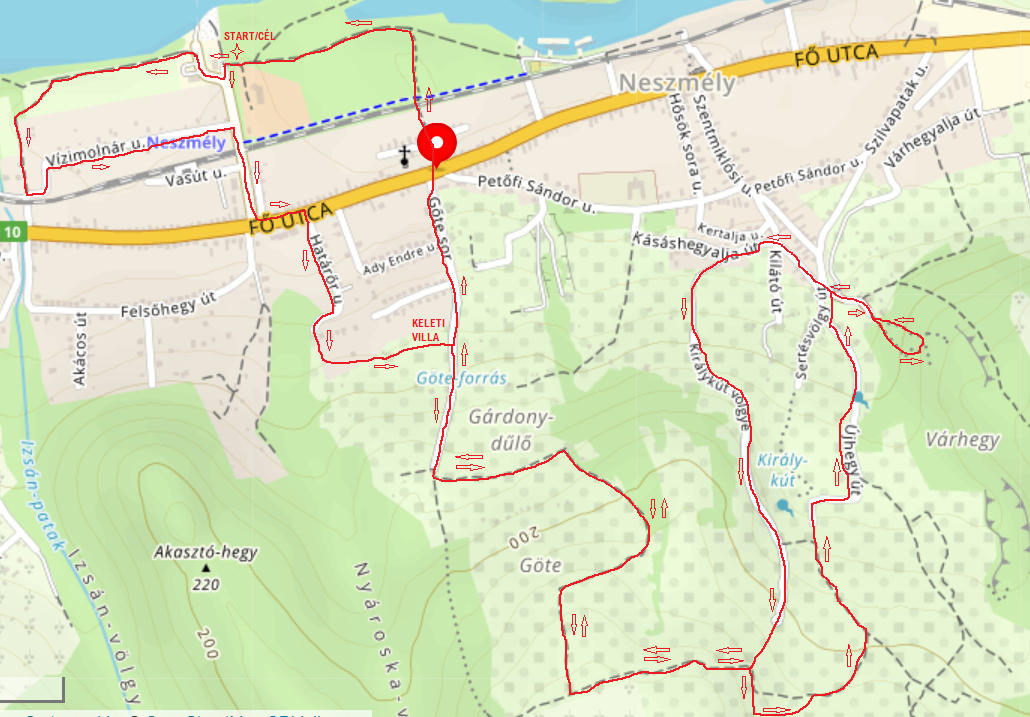 START/CÉL
FŐ UTCA
Neszmély
Vízimolnár u.
Neszmély
Vasút u.
Hősök sora u.
Szentmiklósi u.
Szilvapatak u.
Várhegyalja út
Petőfi Sándor u.
Petőfi Sándor u.
10
FŐ UTCA
Göte sor
Kertalja u.
Kásáshegyalja út
Határőr u.
Ady Endre u.
Kilátó út
Sertésvölgy út
Felsőhegy út
Akácos út
KELETI
VILLA
Göte-forrás
Királykút völgye
Gárdony-
dűlő
Újhegy út
Várhegy
Izsán-patak
Király-
kút
200
Akasztó-hegy
220
Göte
Izsán-völgy
Nyároska-v
200